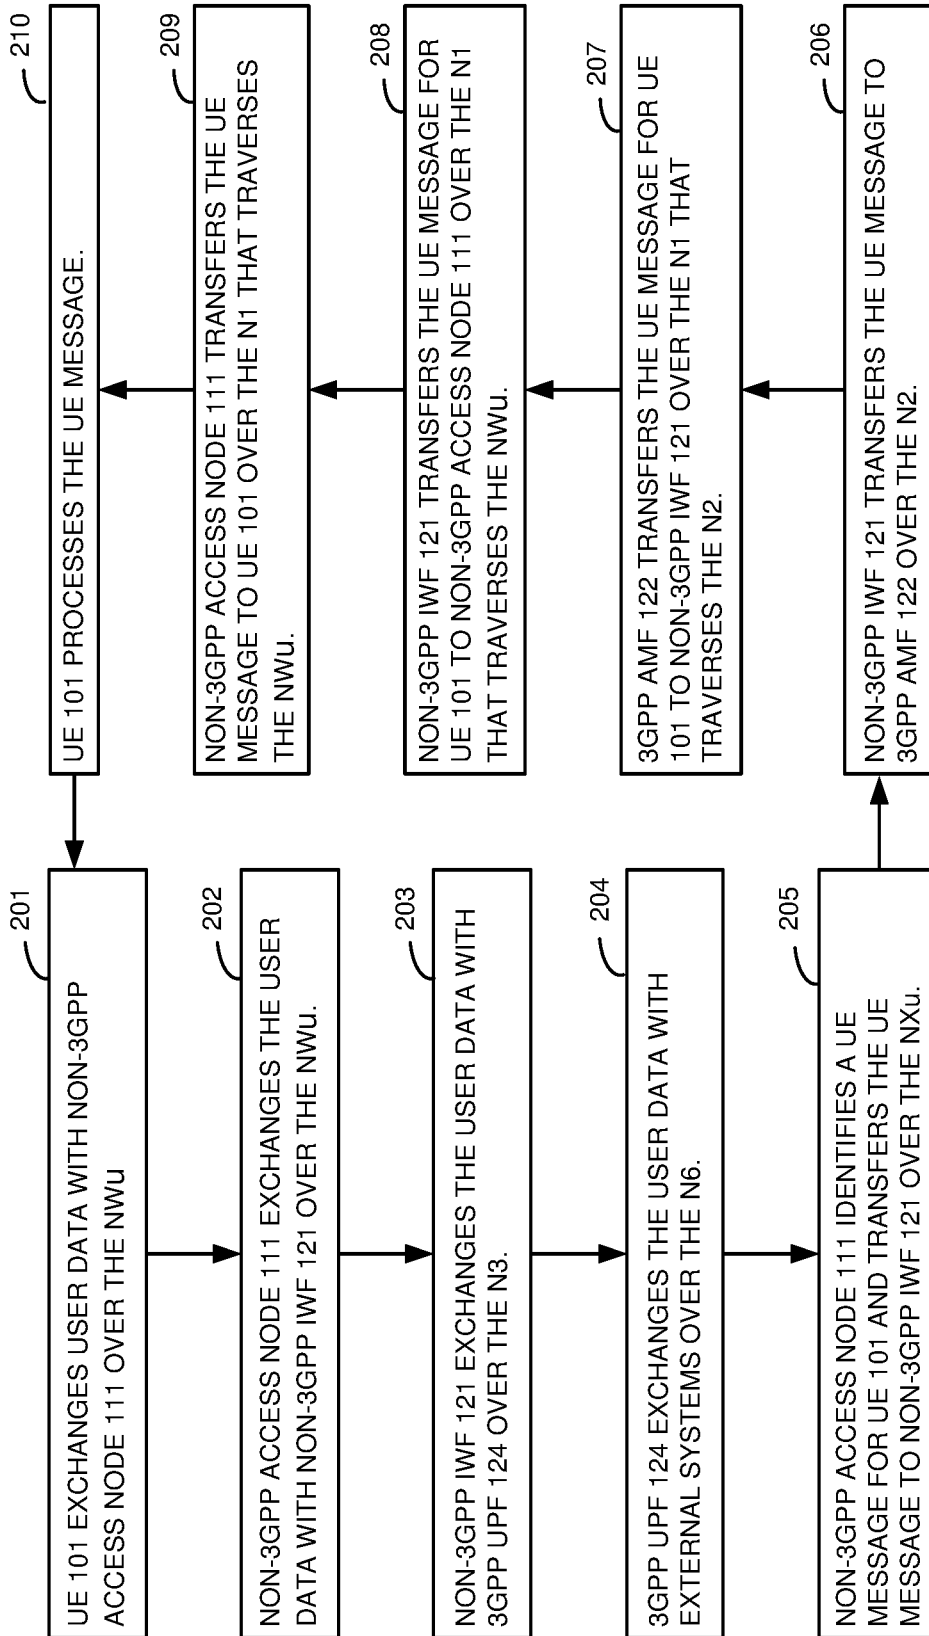 201
UE 101 EXCHANGES USER DATA WITH NON-3GPP
ACCESS NODE 111 OVER THE NWu
202
NON-3GPP ACCESS NODE 111 EXCHANGES THE USER
DATA WITH NON-3GPP IWF 121 OVER THE NWu.
203
NON-3GPP IWF 121 EXCHANGES THE USER DATA WITH
3GPP UPF 124 OVER THE N3.
204
3GPP UPF 124 EXCHANGES THE USER DATA WITH
EXTERNAL SYSTEMS OVER THE N6.
205
NON-3GPP ACCESS NODE 111 IDENTIFIES A UE
MESSAGE FOR UE 101 AND TRANSFERS THE UE
MESSAGE TO NON-3GPP IWF 121 OVER THE NXu.
206
NON-3GPP IWF 121 TRANSFERS THE UE MESSAGE TO
3GPP AMF 122 OVER THE N2.
207
3GPP AMF 122 TRANSFERS THE UE MESSAGE FOR UE
101 TO NON-3GPP IWF 121 OVER THE N1 THAT
TRAVERSES THE N2.
208
NON-3GPP IWF 121 TRANSFERS THE UE MESSAGE FOR
UE 101 TO NON-3GPP ACCESS NODE 111 OVER THE N1
THAT TRAVERSES THE NWu.
209
NON-3GPP ACCESS NODE 111 TRANSFERS THE UE
MESSAGE TO UE 101 OVER THE N1 THAT TRAVERSES
THE NWu.
210
UE 101 PROCESSES THE UE MESSAGE.